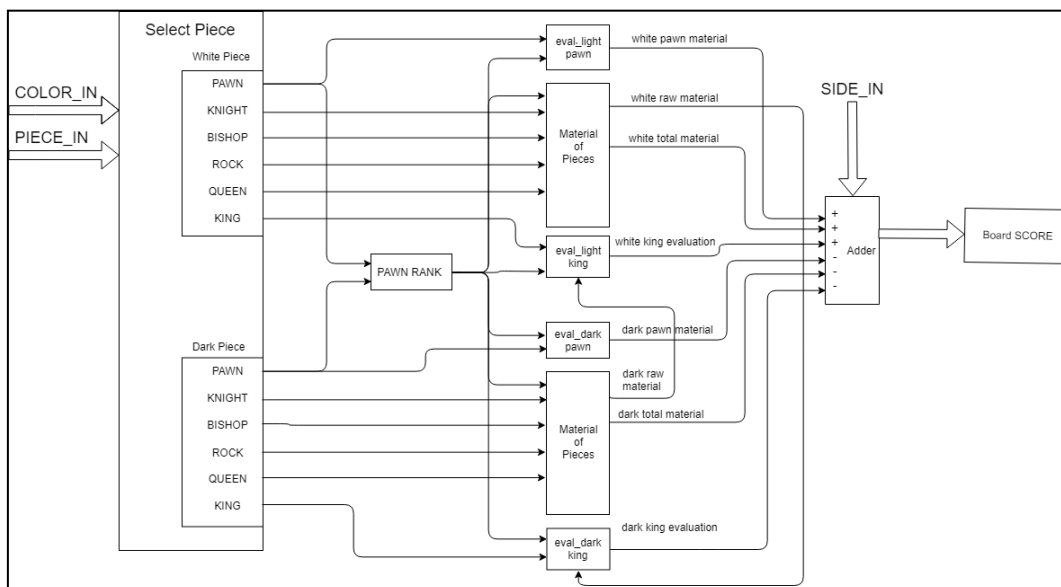 Select Piece
White Piece
PAWN
KNIGHT
BISHOP
ROCK
QUEEN
KING
COLOR_IN
PIECE_IN
PAWN RANK
Dark Piece
PAWN
KNIGHT
BISHOP
ROCK
QUEEN
KING
eval_light
pawn
white pawn material
Material
of
Pieces
white raw material
white total material
eval_light
king
white king evaluation
eval_dark
pawn
dark pawn material
Material
of
Pieces
dark raw
material
dark total material
eval_dark
king
dark king evaluation
SIDE_IN
+
+
+
-
-
-
Adder
Board SCORE